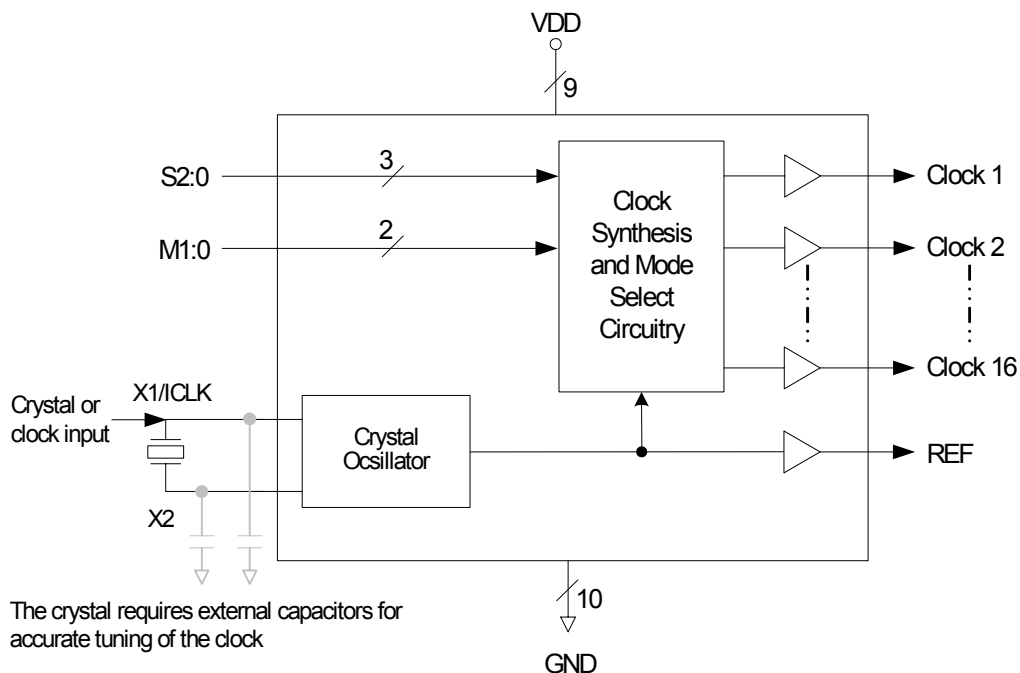 VDD
9
S2:0
3
M1:0
2
Clock
Synthesis
and Mode
Select
Circuitry
Clock 1
Clock 2
Clock 16
Crystal or
clock input
X1/ICLK
X2
Crystal
Ocsillator
REF
The crystal requires external capacitors for
accurate tuning of the clock
10
GND